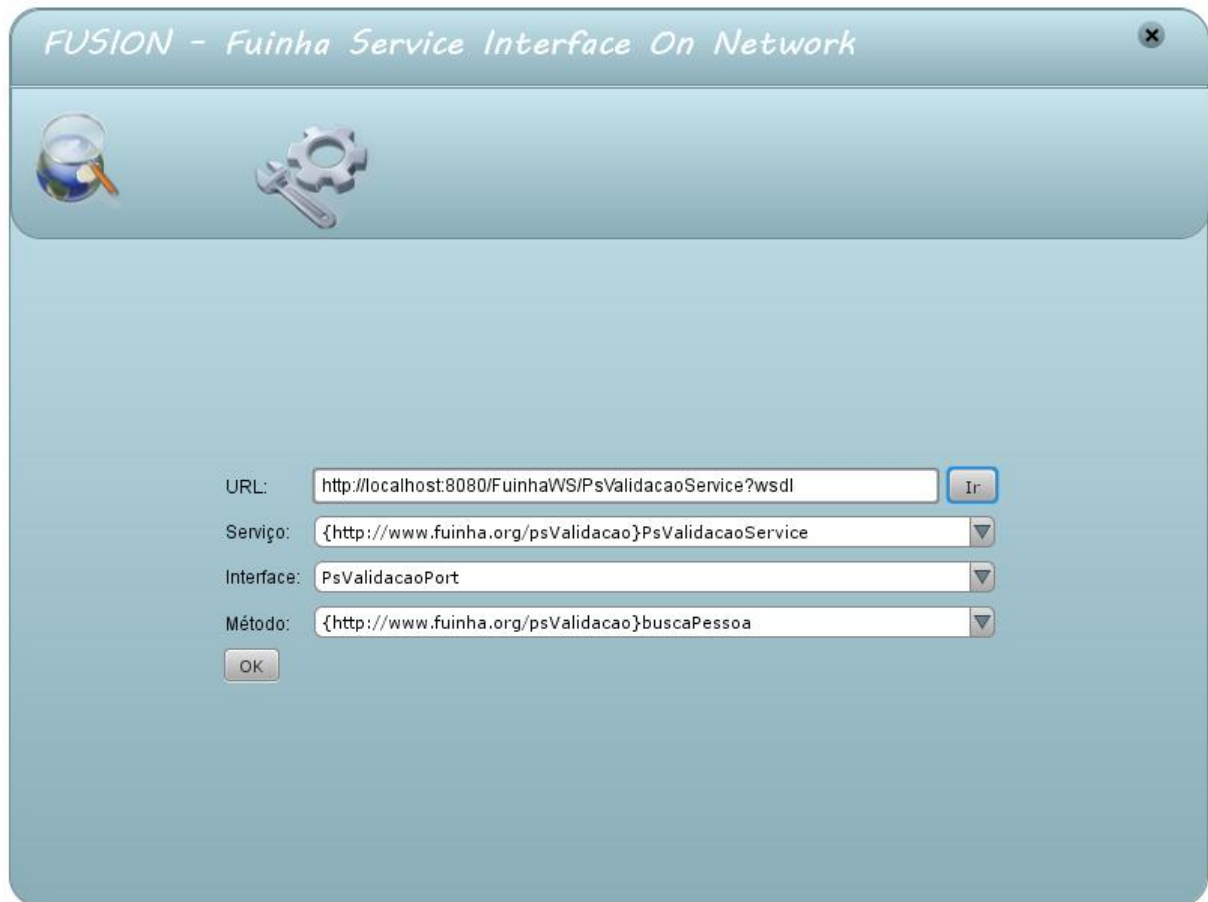 FUSION - Fuinha Service Interface On Network
URL: http://localhost:8080/FuinhaWS/PsValidacaoService?wsdl Ir
Serviço: {http://www.fuinha.org/psValidacao}PsValidacaoService
Interface: PsValidacaoPort
Método: {http://www.fuinha.org/psValidacao}buscaPessoa
OK